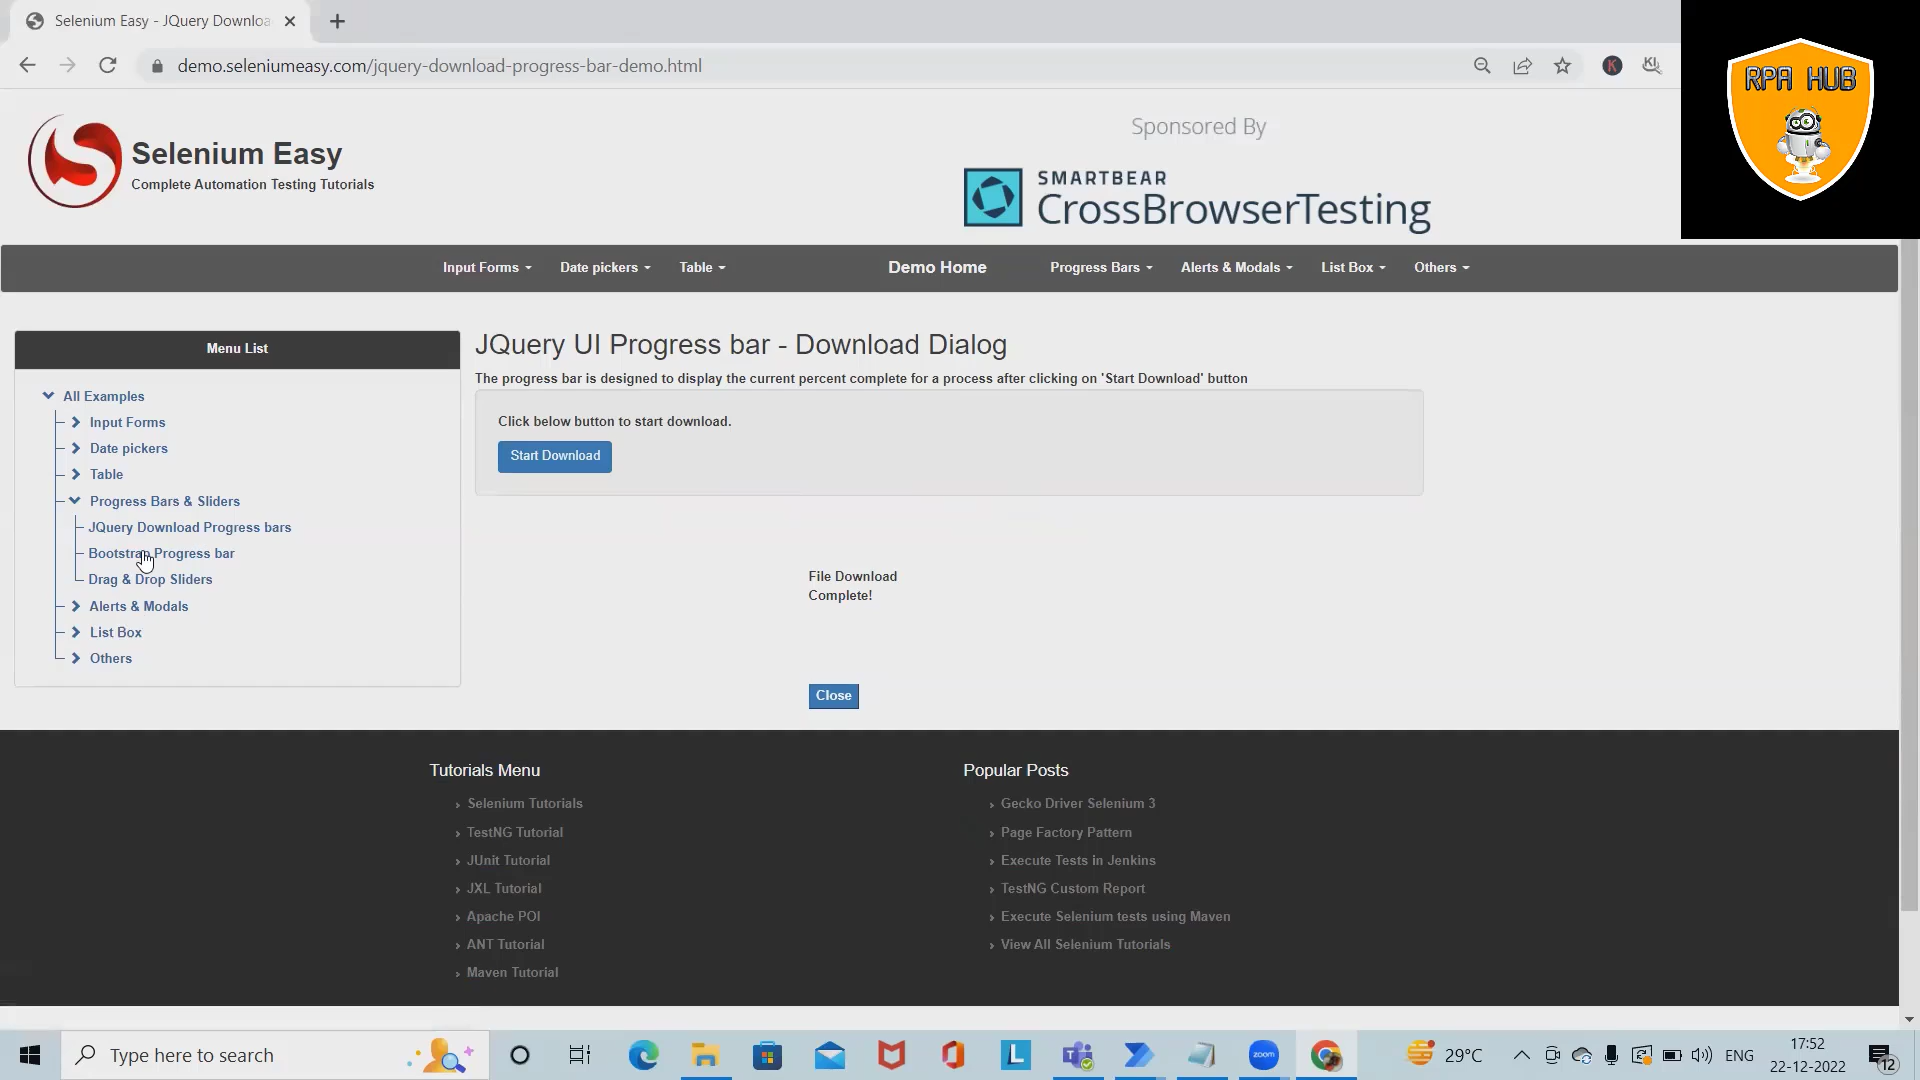 Selenium Easy - JQuery Downloa
demo.seleniumeasy.com/jquery-download-progress-bar-demo.html
RPA HUB
Selenium Easy
Complete Automation Testing Tutorials
Sponsored By
SMARTBEAR
CrossBrowserTesting
Input Forms
Date pickers
Table
Demo Home
Progress Bars
Alerts & Modals
List Box
Others
Menu List
All Examples
Input Forms
Date pickers
Table
Progress Bars & Sliders
JQuery Download Progress bars
Bootstrap Progress bar
Drag & Drop Sliders
Alerts & Modals
List Box
Others
JQuery UI Progress bar - Download Dialog
The progress bar is designed to display the current percent complete for a process after clicking on 'Start Download' button
Click below button to start download.
Start Download
File Download
Complete!
Close
Tutorials Menu
Selenium Tutorials
TestNG Tutorial
JUnit Tutorial
JXL Tutorial
Apache POI
ANT Tutorial
Maven Tutorial
Popular Posts
Gecko Driver Selenium 3
Page Factory Pattern
Execute Tests in Jenkins
TestNG Custom Report
Execute Selenium tests using Maven
View All Selenium Tutorials
Type here to search
L
zoom
29°C
ENG
17:52
22-12-2022
12